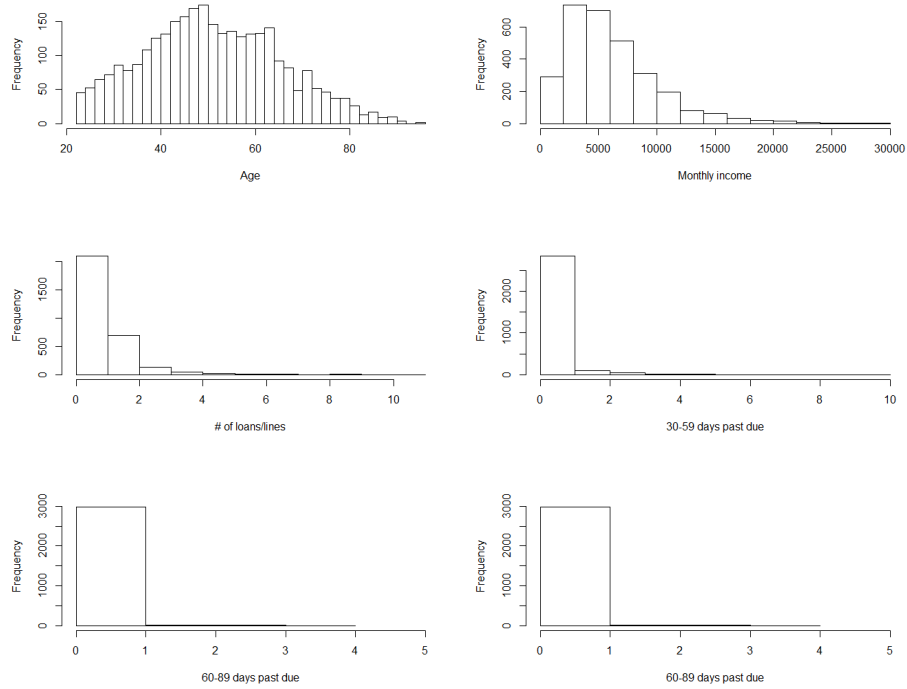 Frequency
0 50 100 150
20 40 60 80
Age
Frequency
0 200 400 600
0 5000 10000 15000 20000 25000 30000
Monthly income
Frequency
0 500 1500
0 2 4 6 8 10
# of loans/lines
Frequency
0 1000 2000
0 2 4 6 8 10
30-59 days past due
Frequency
0 1000 2000 3000
0 1 2 3 4 5
60-89 days past due
Frequency
0 1000 2000 3000
0 1 2 3 4 5
60-89 days past due